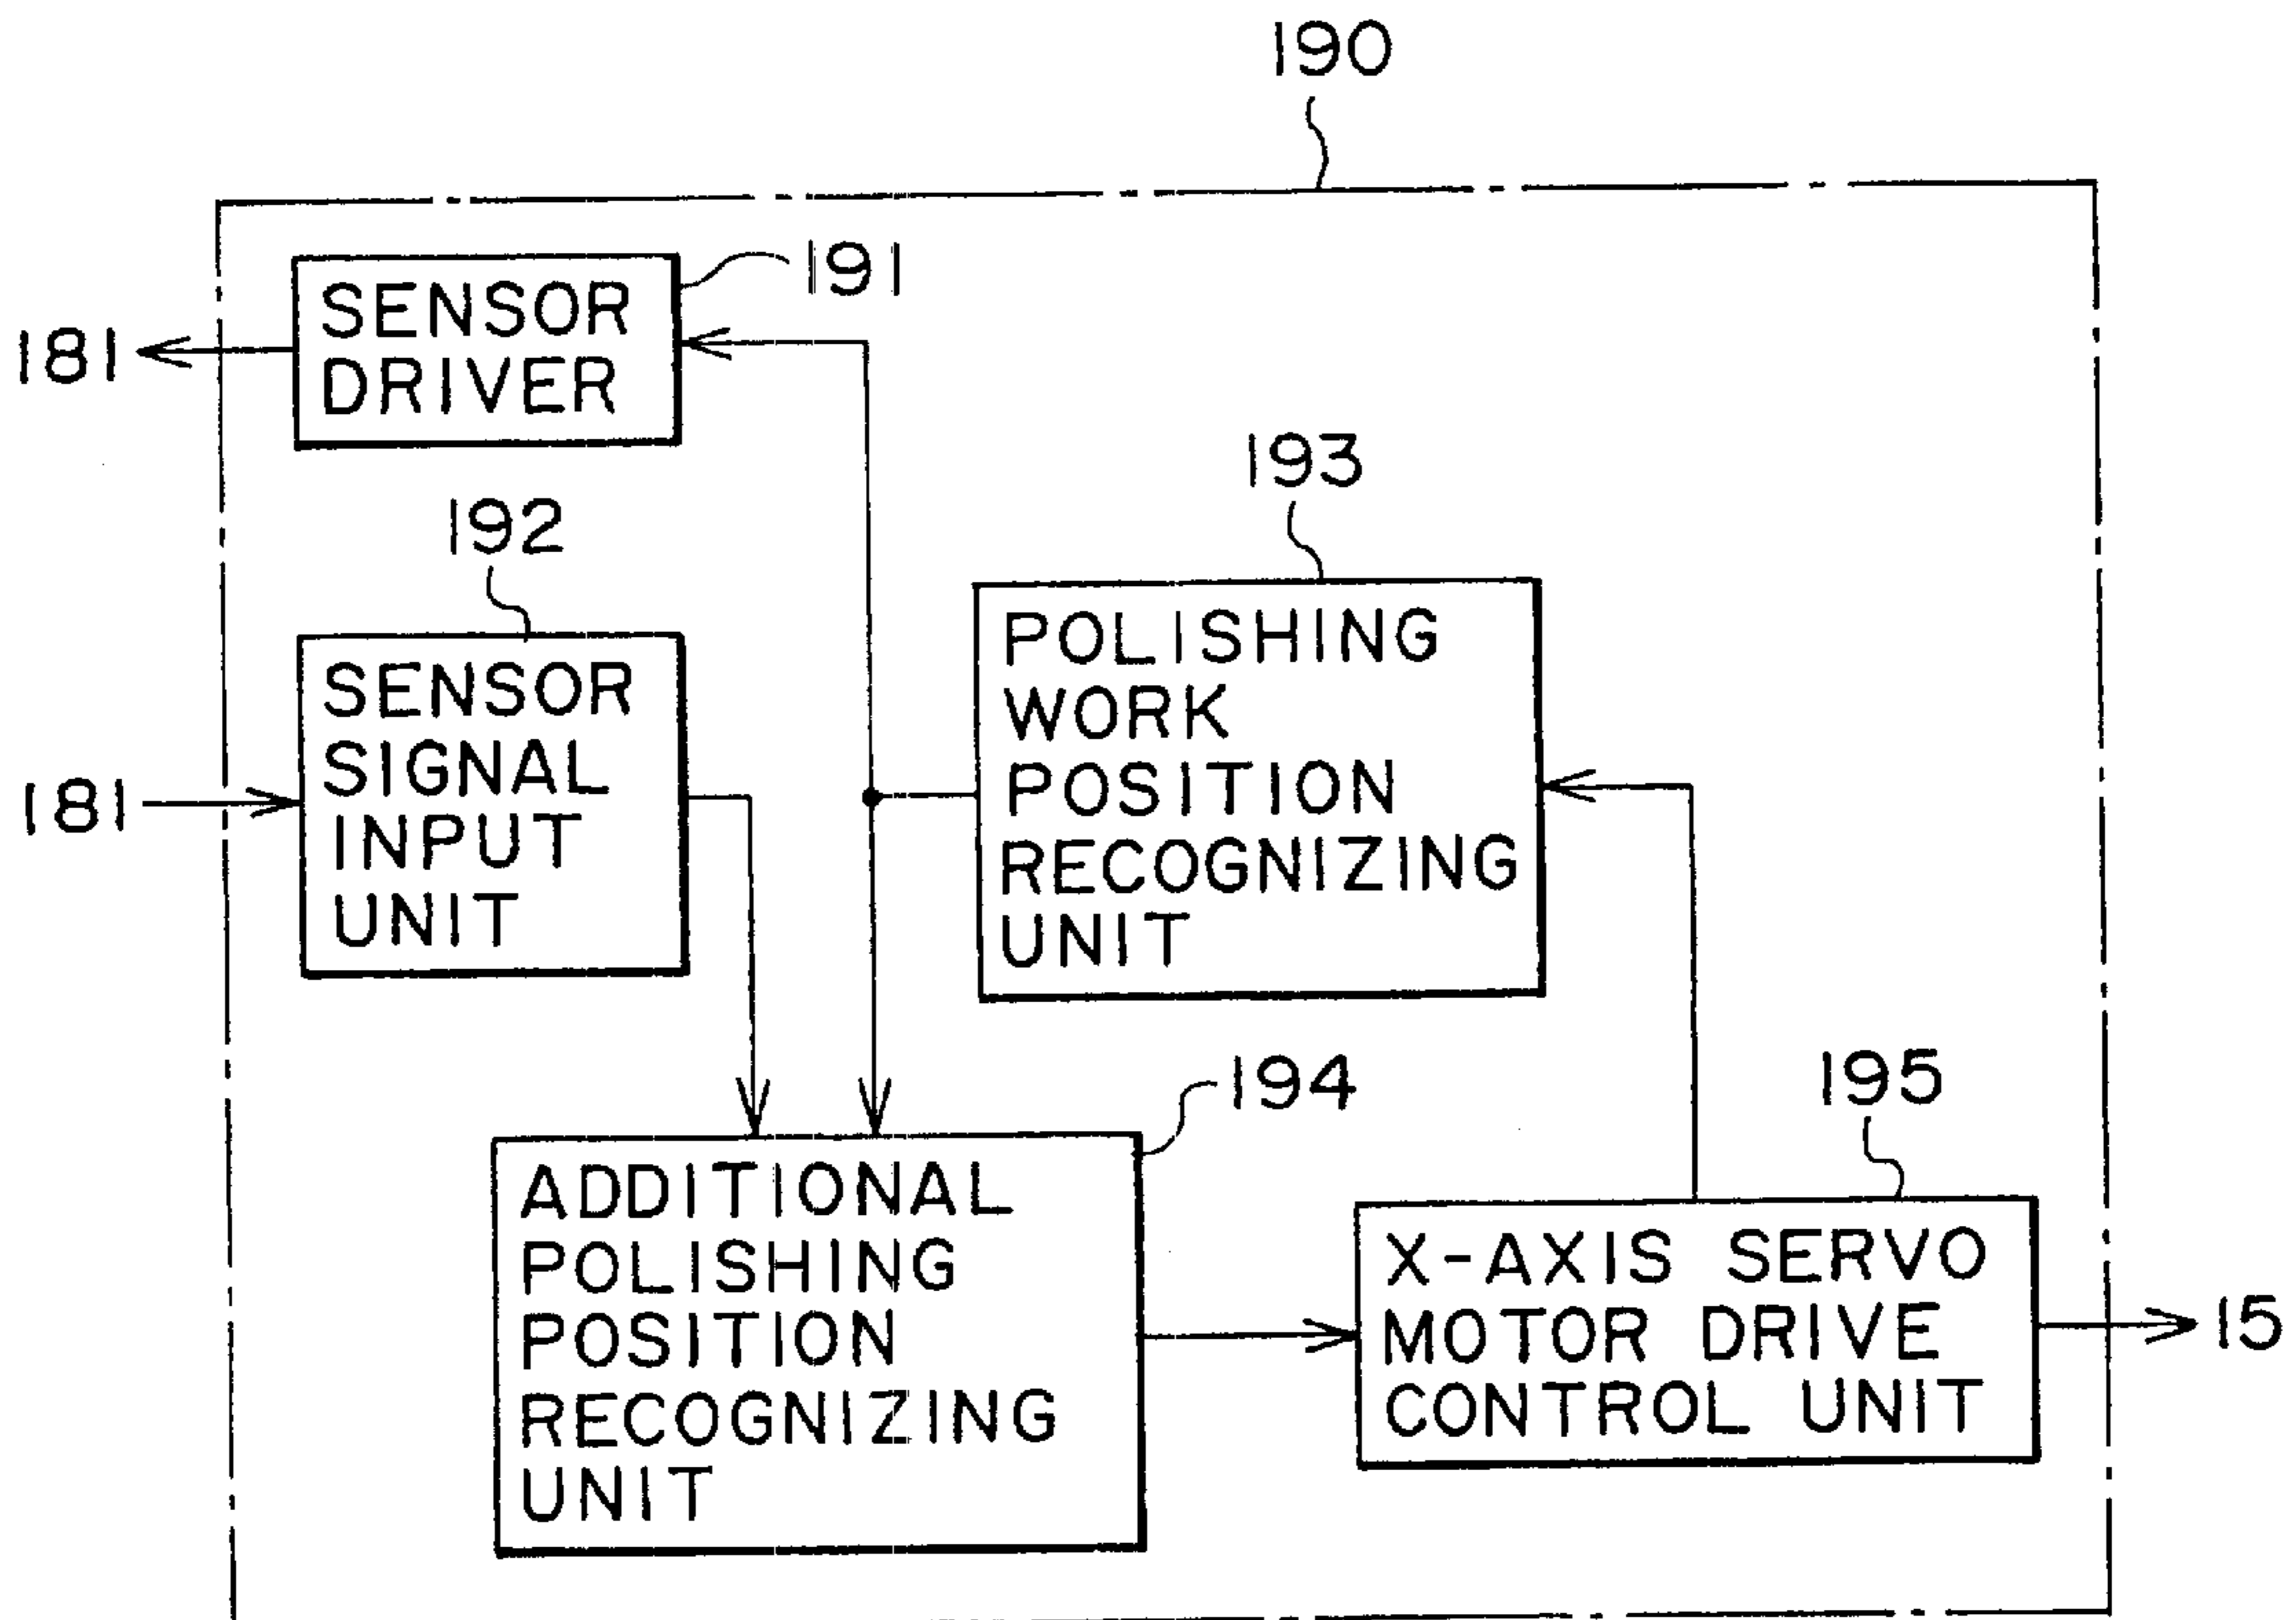 190
191
SENSOR
DRIVER
181
192
SENSOR
SIGNAL
INPUT
UNIT
181
193
POLISHING
WORK
POSITION
RECOGNIZING
UNIT
194
ADDITIONAL
POLISHING
POSITION
RECOGNIZING
UNIT
195
X-AXIS SERVO
MOTOR DRIVE
CONTROL UNIT
15